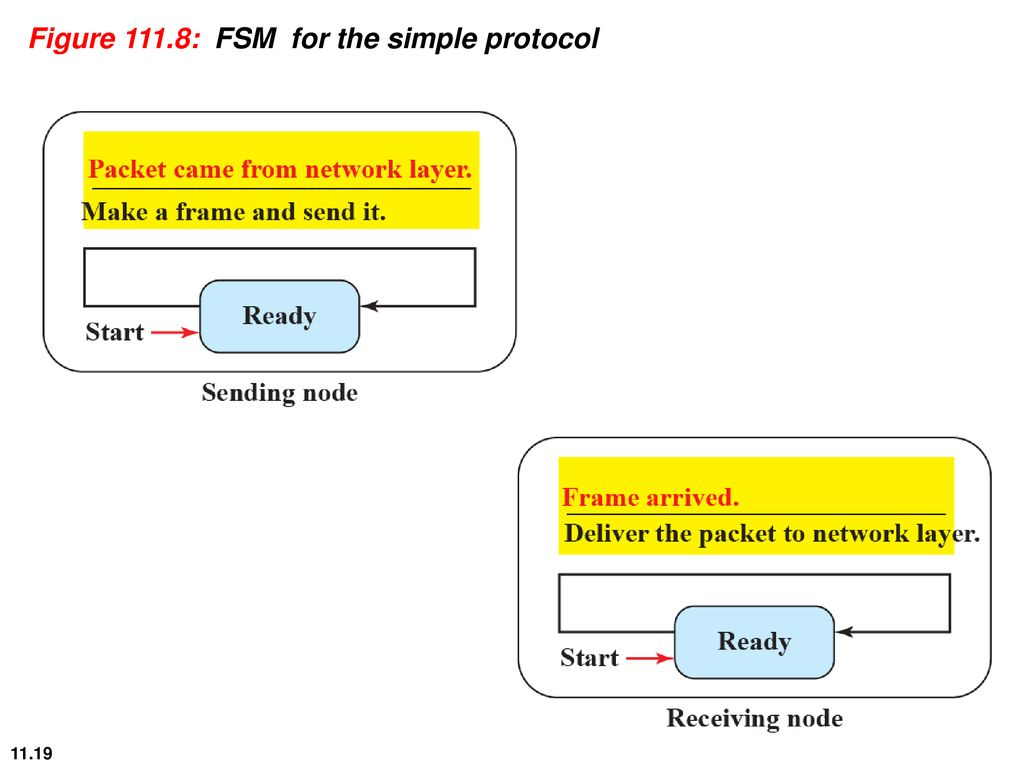 Figure 111.8: FSM for the simple protocol
Packet came from network layer.
Make a frame and send it.
Ready
Start
Sending node
Frame arrived.
Deliver the packet to network layer.
Ready
Start
Receiving node
11.19